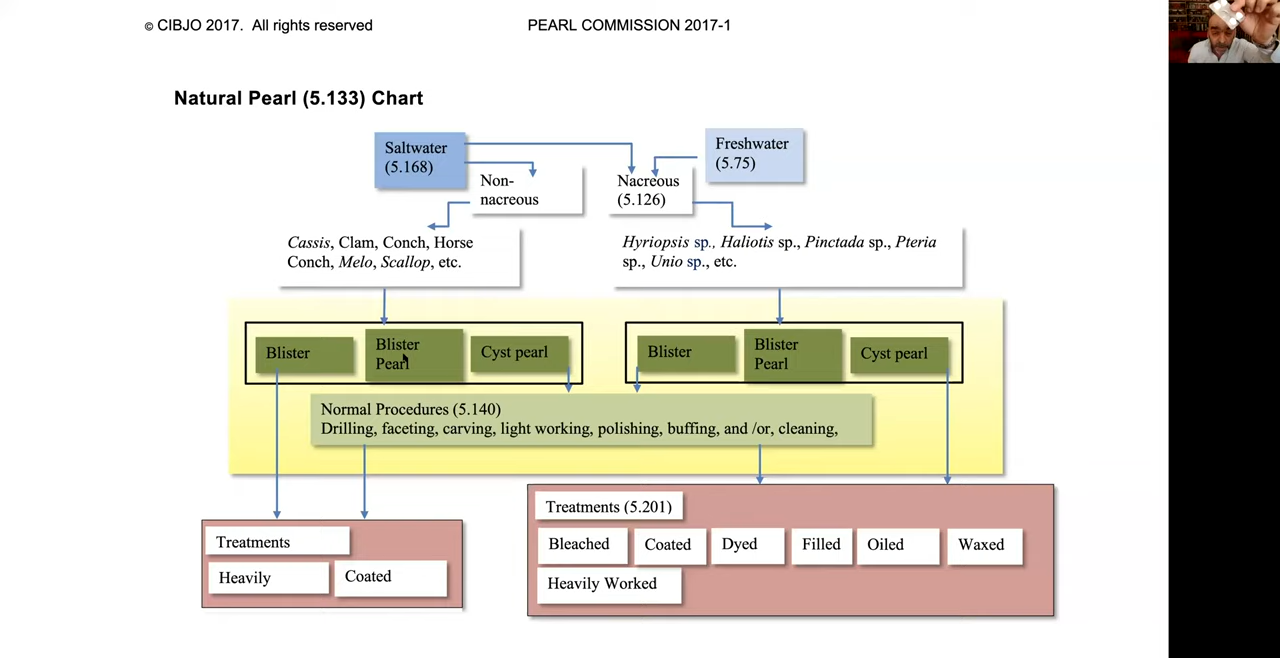 © CIBJO 2017. All rights reserved
PEARL COMMISSION 2017-1
Natural Pearl (5.133) Chart
Saltwater
(5.168)
Freshwater
(5.75)
Non-
nacreous
Nacreous
(5.126)
Cassis, Clam, Conch, Horse
Conch, Melo, Scallop, etc.
Hyriopsis sp., Haliotis sp., Pinctada sp., Pteria
sp., Unio sp., etc.
Blister
Blister
Pearl
Cyst pearl
Blister
Blister
Pearl
Cyst pearl
Normal Procedures (5.140)
Drilling, faceting, carving, light working, polishing, buffing, and /or, cleaning,
Treatments
Heavily
Coated
Treatments (5.201)
Bleached
Coated
Dyed
Filled
Oiled
Waxed
Heavily Worked